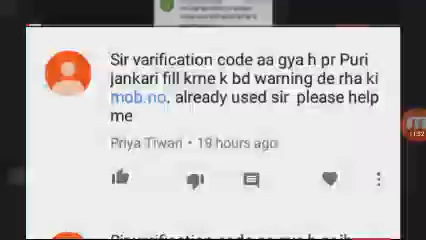 Sir varification code aa gya h pr Puri
jankari fill krne k bd warning de rha ki
mob.no. already used sir please help
me
Priya Tiwari • 19 hours ago